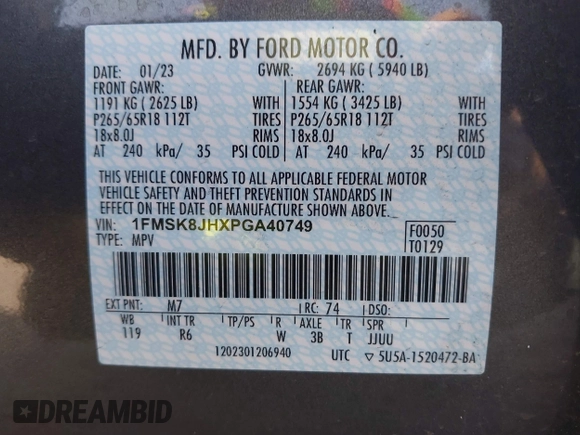 MFD. BY FORD MOTOR CO.
DATE: 01/23 GVWR: 2694 KG ( 5940 LB)
FRONT GAWR: REAR GAWR:
1191 KG ( 2625 LB) WITH 1554 KG ( 3425 LB) WITH
P265/65R18 112T TIRES P265/65R18 112T TIRES
18x8.0J RIMS 18x8.0J RIMS
AT 240 kPa/ 35 PSI COLD AT 240 kPa/ 35 PSI COLD
THIS VEHICLE CONFORMS TO ALL APPLICABLE FEDERAL MOTOR
VEHICLE SAFETY AND THEFT PREVENTION STANDARDS IN
EFFECT ON THE DATE OF MANUFACTURE SHOWN ABOVE.
VIN: 1FMSK8JHXPGA40749 F0050
TYPE: MPV T0129
EXT PNT: M7 RC: 74 DSO:
WB INT TR TP/PS R AXLE TR SPR
119 R6 W 3B T JJUU
1202301206940 UTC ▽ 5U5A-1520472-BA
DREAMBID